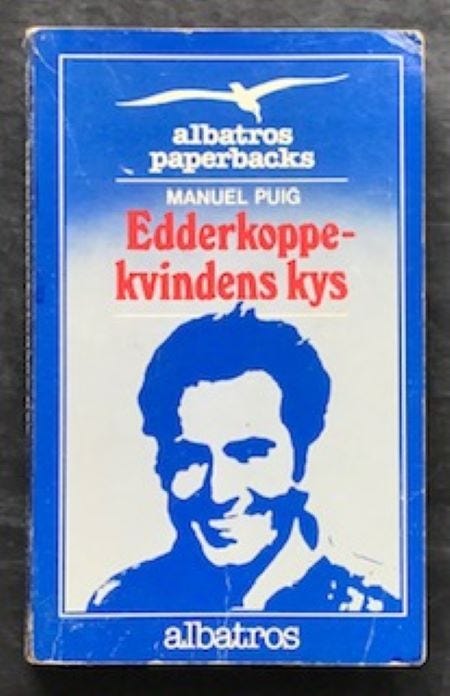 albatros
paperbacks
MANUEL PUIG
Edderkoppe-
kvindens kys
albatros